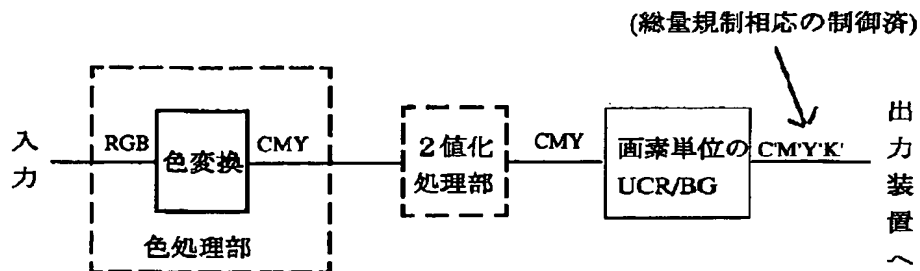 (総量規制相応の制御済)
入力
RGB
色変換
CMY
色処理部
2値化
処理部
CMY
画素単位の
UCR/BG
C'M'Y'K'
出力装置へ